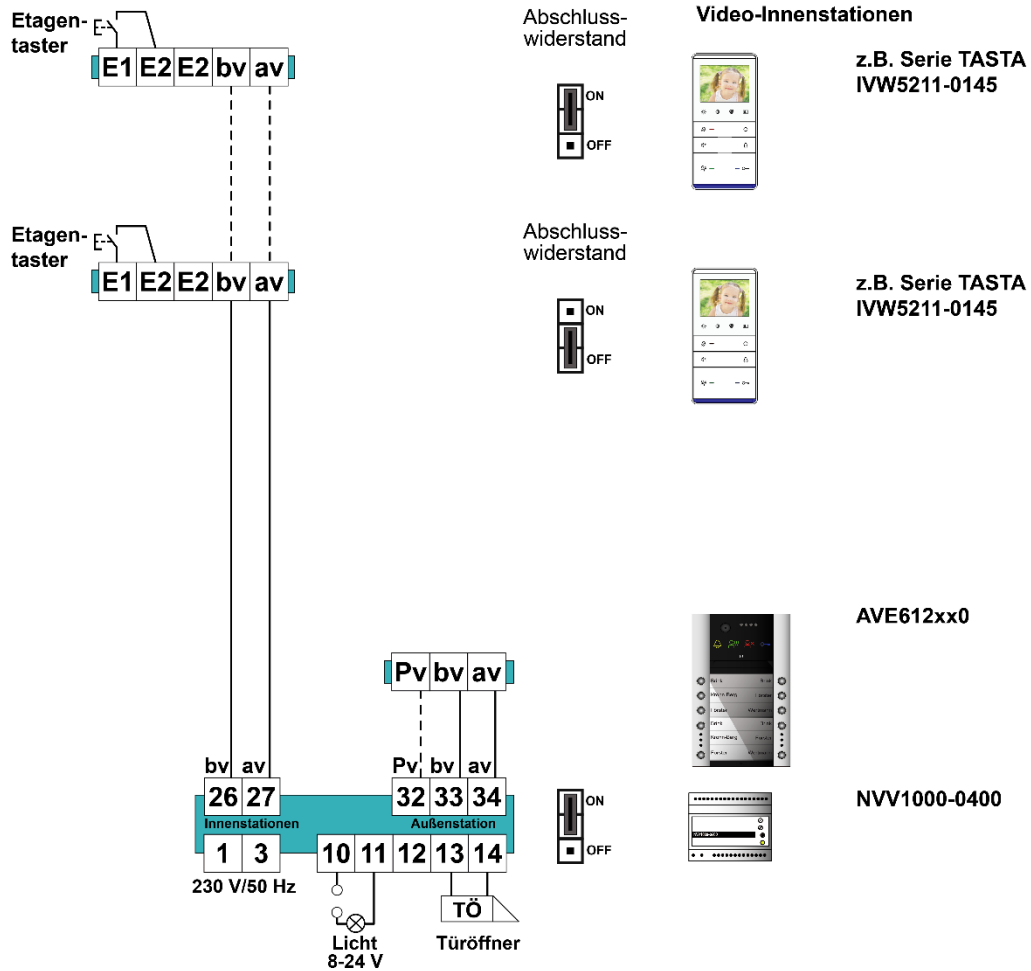 Etagen-
taster
E1 E2 E2 bv av
Abschluss-
widerstand
ON
OFF
Video-Innenstationen
z.B. Serie TASTA
IVW5211-0145
Etagen-
taster
E1 E2 E2 bv av
Abschluss-
widerstand
ON
OFF
z.B. Serie TASTA
IVW5211-0145
AVE612xx0
Pv bv av
bv av
Pv bv av
26 27
32 33 34
Innenstationen
Außenstation
1 3
10 11 12 13 14
230 V/50 Hz
ON
OFF
NVV1000-0400
TÖ
Licht
8-24 V
Türöffner